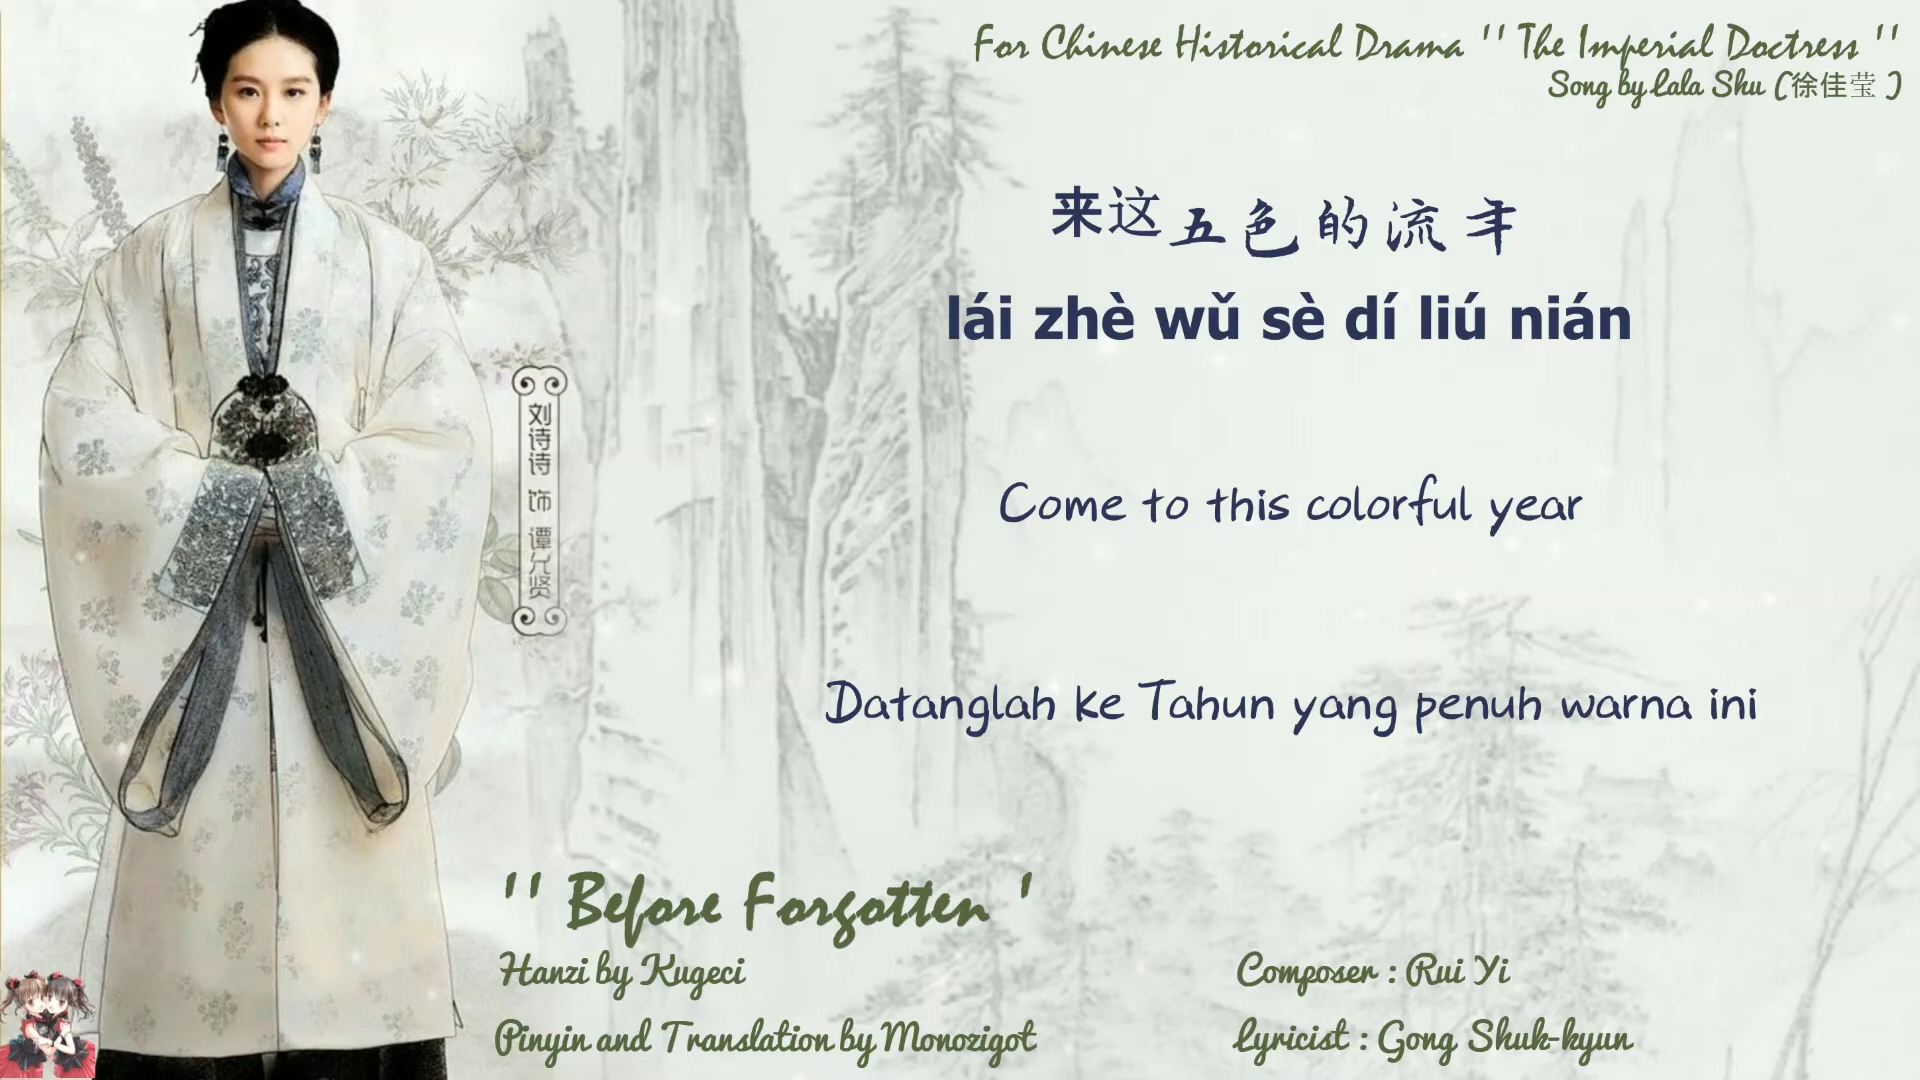 For Chinese Historical Drama '' The Imperial Doctress ''
Song by Lala Shu (徐佳莹 )
来这五色的流年
lái zhè wǔ sè dí liú nián
刘诗诗 饰 谭允贤
Come to this colorful year
Datanglah ke Tahun yang penuh warna ini
'' Before Forgotten '
Hanzi by Kugeci
Composer : Rui Yi
Pinyin and Translation by Monozigot
Lyricist : Gong Shuk-kyun